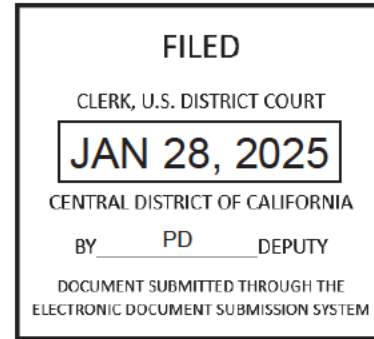 FILED
CLERK, U.S. DISTRICT COURT
JAN 28, 2025
CENTRAL DISTRICT OF CALIFORNIA
BY PD DEPUTY
DOCUMENT SUBMITTED THROUGH THE
ELECTRONIC DOCUMENT SUBMISSION SYSTEM